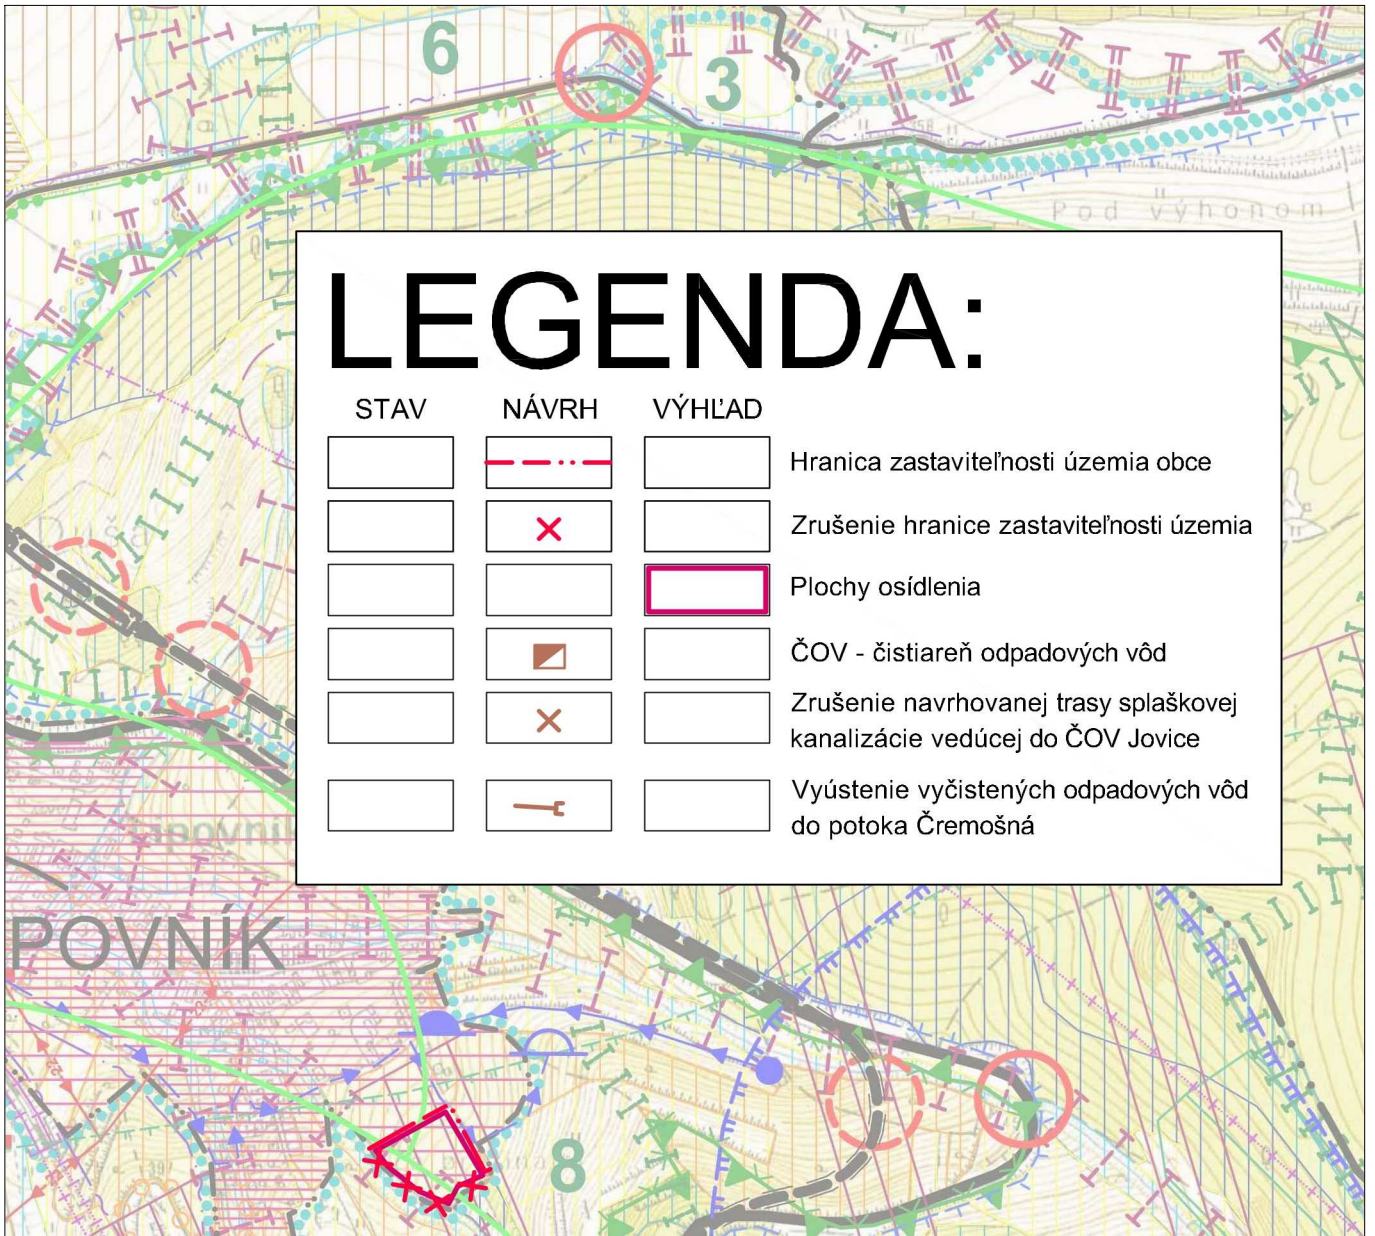 6
3
Pod výhonom
LEGENDA:
STAV NÁVRH VÝHĽAD
Hranica zastaviteľnosti územia obce
Zrušenie hranice zastaviteľnosti územia
Plochy osídlenia
ČOV - čistiareň odpadových vôd
Zrušenie navrhovanej trasy splaškovej
kanalizácie vedúcej do ČOV Jovice
Vyústenie vyčistených odpadových vôd
do potoka Čremošná
POVNÍK
8